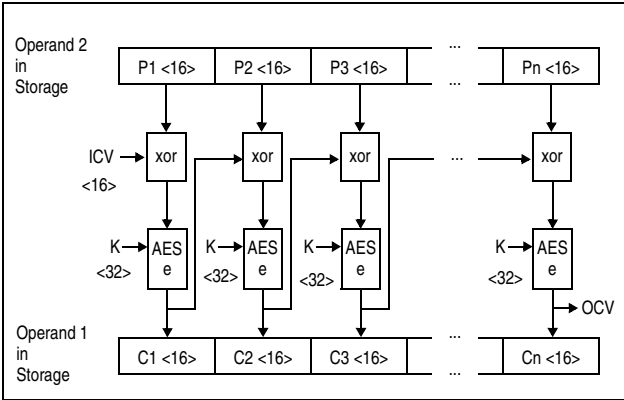 Operand 2
in
Storage
P1 <16> P2 <16> P3 <16> ... ... Pn <16>
ICV
<16>
xor xor xor ... xor
K
<32>
AES
e
K
<32>
AES
e
K
<32>
AES
e
K
<32>
AES
e
OCV
Operand 1
in
Storage
C1 <16> C2 <16> C3 <16> ... ... Cn <16>